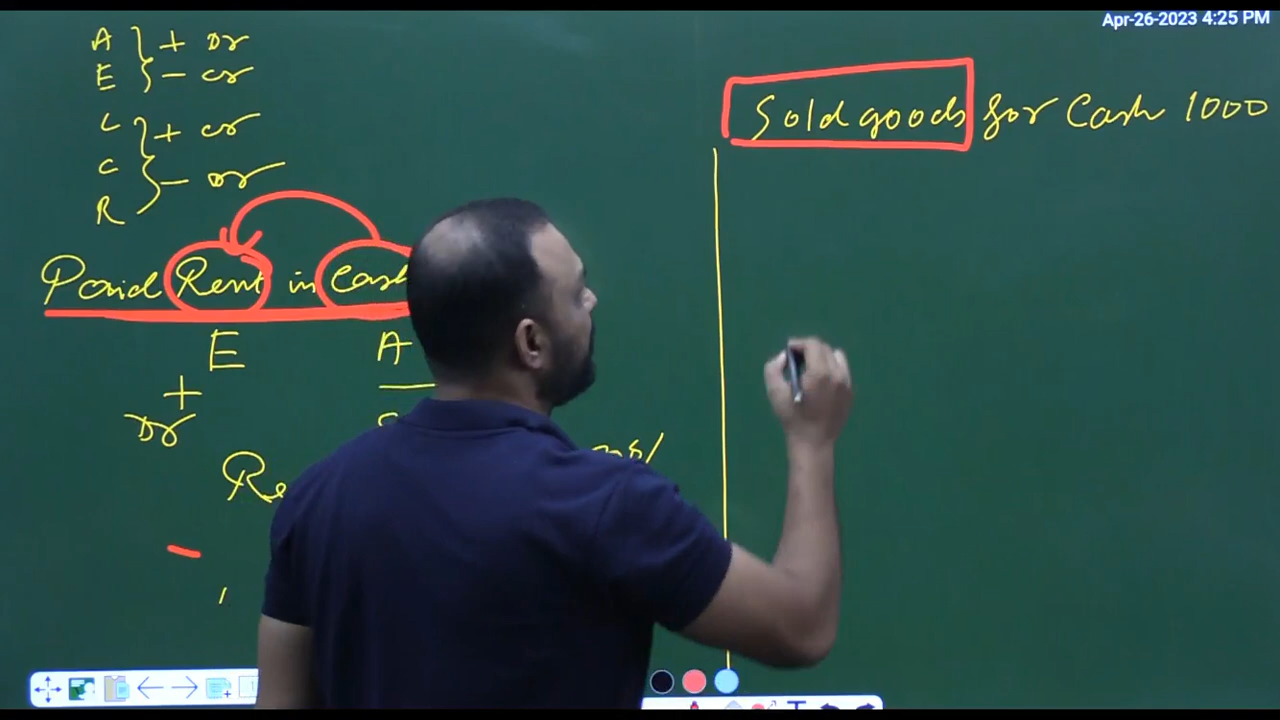 Apr-26-2023 4:25 PM
A } + Dr
E } - Cr
L } + Cr
C
R } - Dr
Paid Rent in Cash
E A
+
Dr
Sold goods for Cash 1000